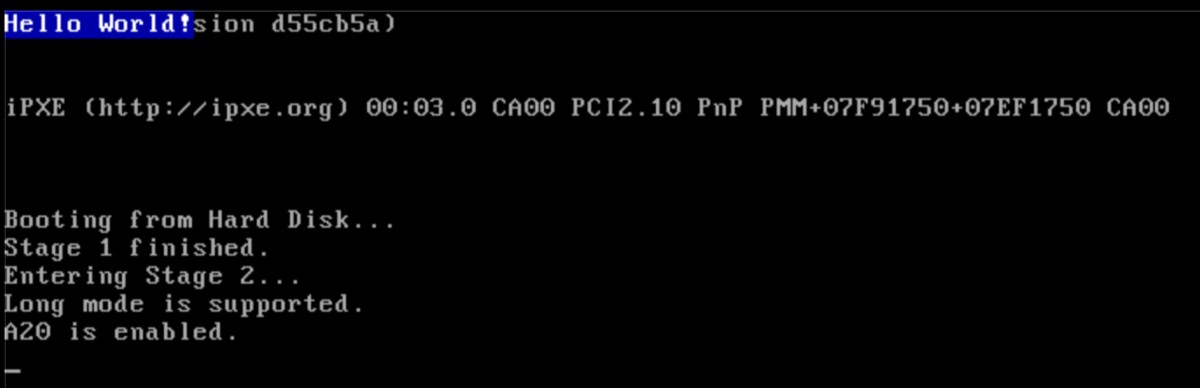 Hello World!sion d55cb5a)
iPXE (http://ipxe.org) 00:03.0 CA00 PCI2.10 PnP PMM+07F91750+07EF1750 CA00
Booting from Hard Disk...
Stage 1 finished.
Entering Stage 2...
Long mode is supported.
A20 is enabled.